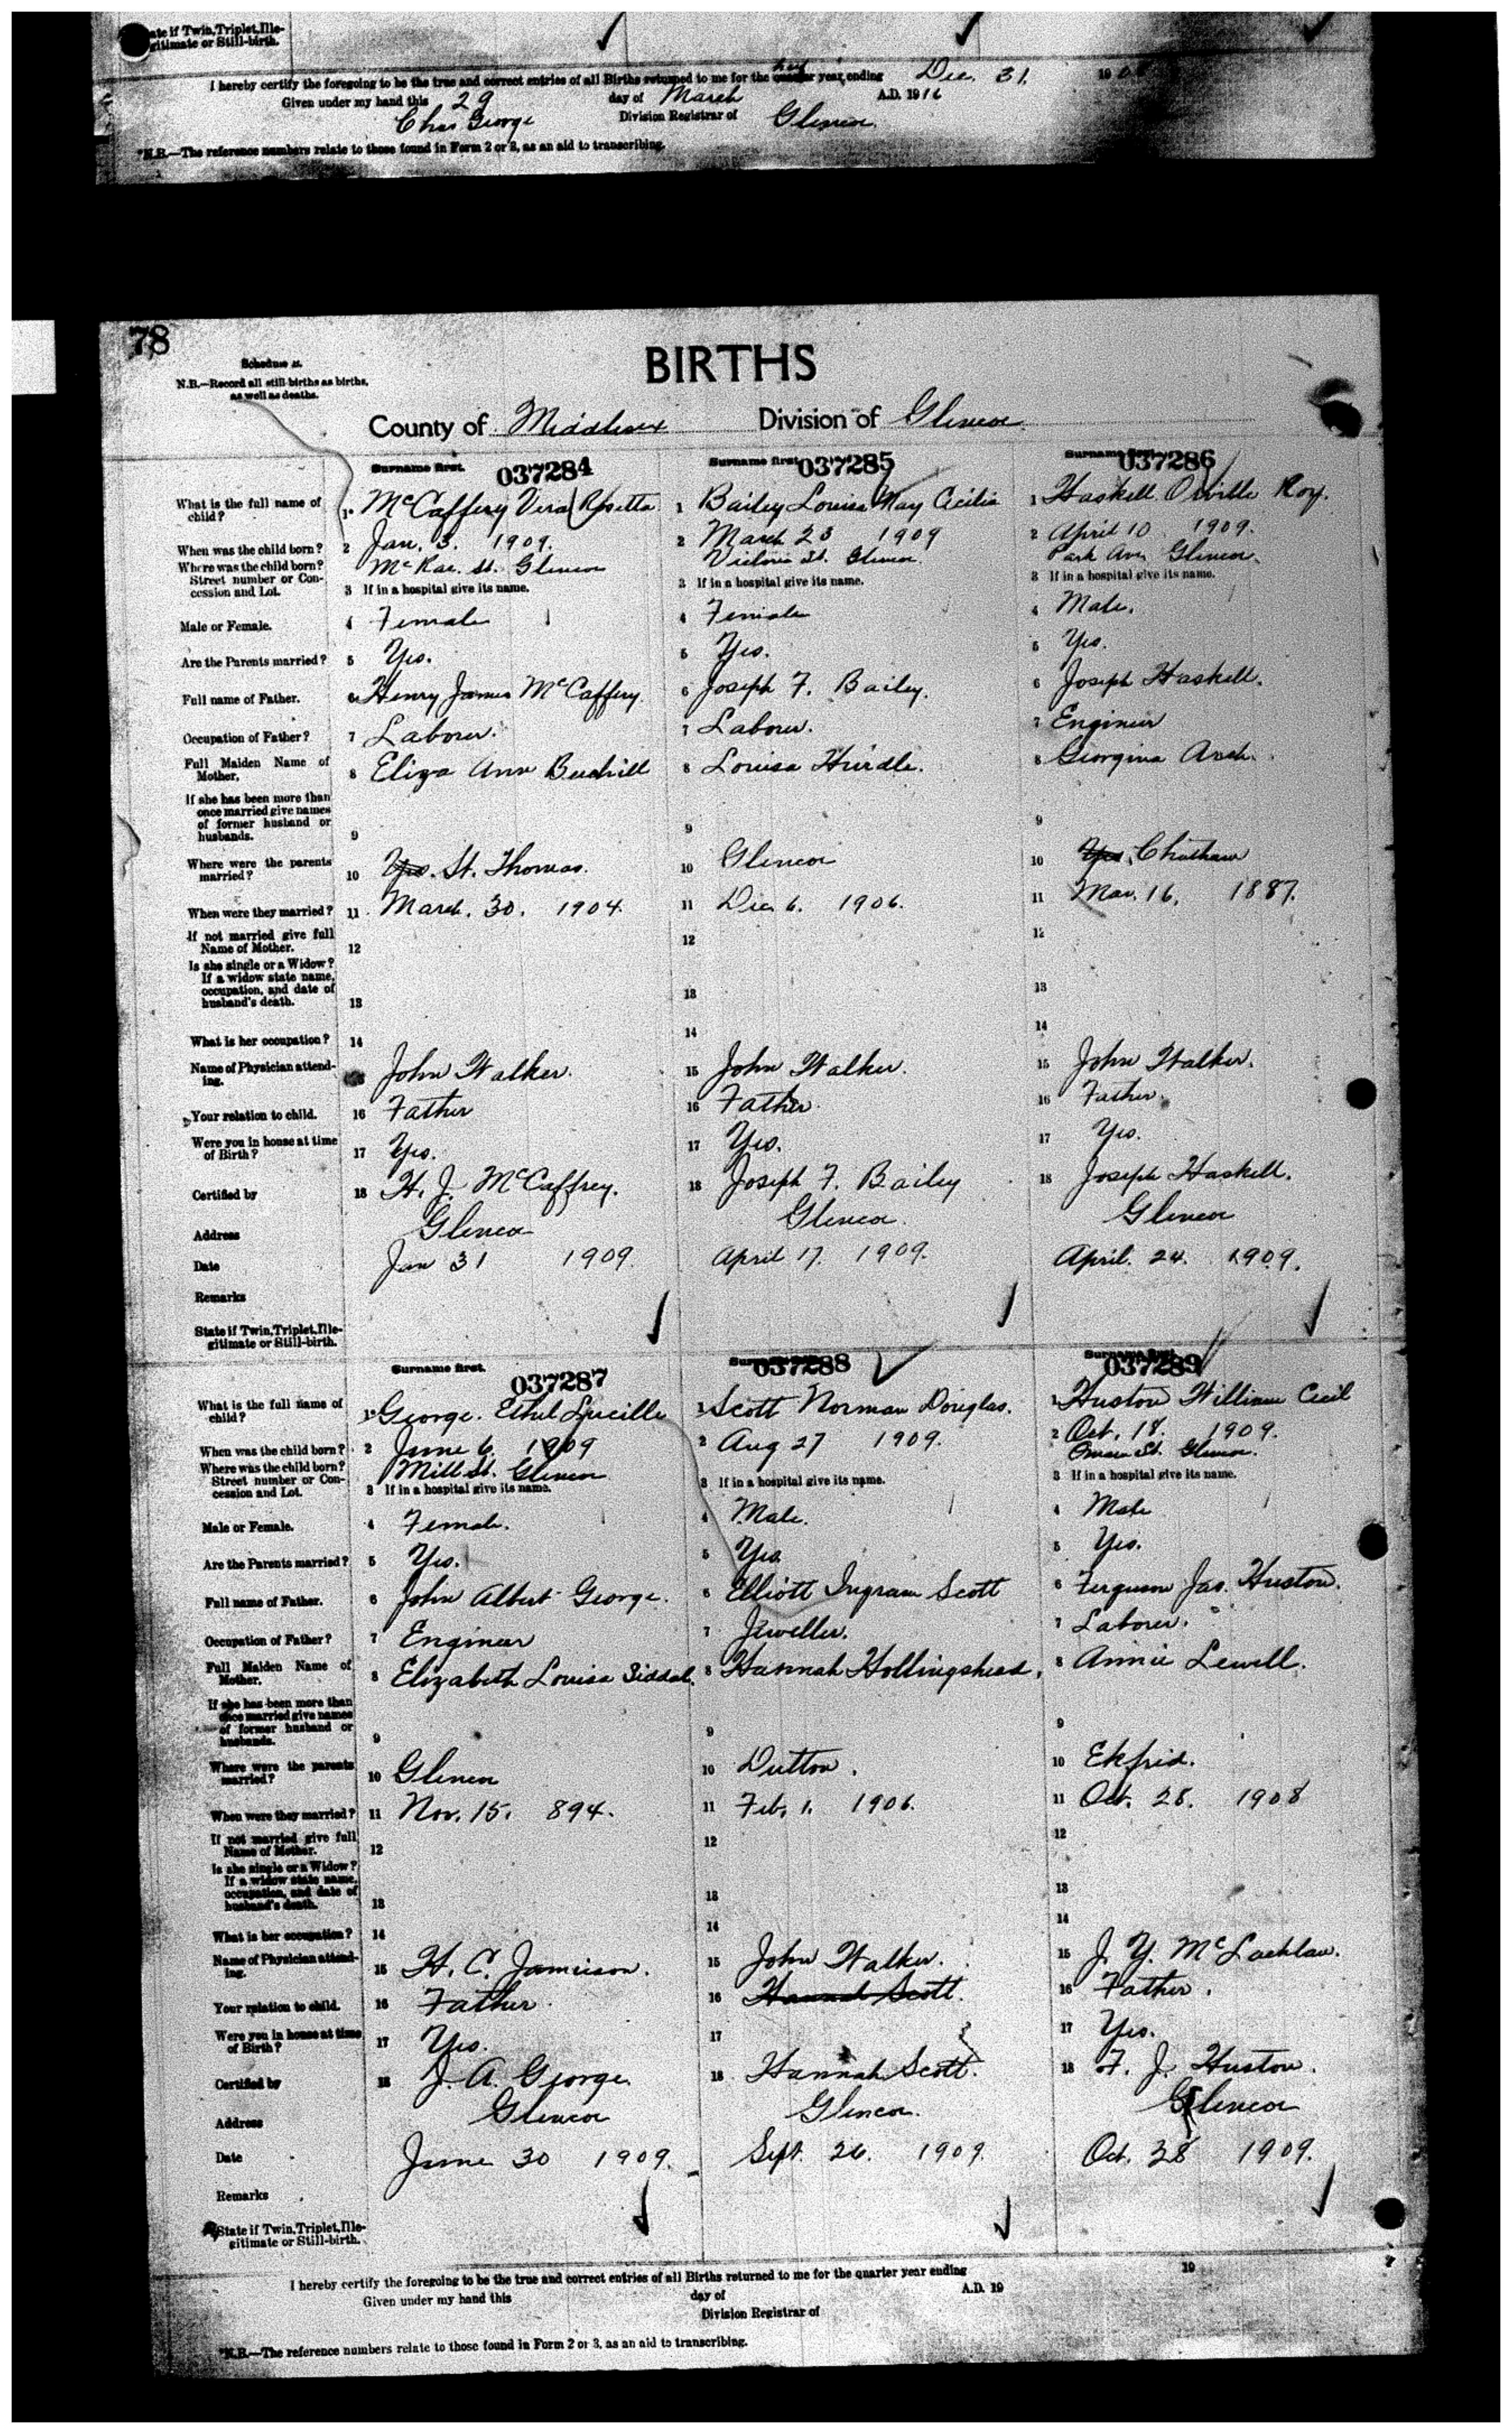 State if Twin, Triplet, Ille-
gitimate or Still-birth.
I hereby certify the foregoing to be the true and correct entries of all Births returned to me for the half year ending Dec. 31. 1908
Given under my hand this 29 day of March A.D. 1916
Chas George Division Registrar of Glencoe
*N.B.—The reference numbers relate to those found in Form 2 or 3, as an aid to transcribing.
78
BIRTHS
N.B.—Record all still-births as births,
as well as deaths.
County of Middlesex Division of Glencoe
Surname first. 037284 Surname first 037285 Surname first 037286
What is the full name of
child? 1 McCaffery Vera Rosetta 1 Bailey Louisa May Cicilia 1 Haskell Orville Roy.
When was the child born? 2 Jan. 3. 1909. 2 March 23 1909 2 April 10 1909.
Where was the child born? McRae. St. Glencoe Victoria St. Glencoe Park Ave Glencoe.
Street number or Con-
cession and Lot. 3 If in a hospital give its name. 3 If in a hospital give its name. 3 If in a hospital give its name.
Male or Female. 4 Female 4 Female 4 Male.
Are the Parents married? 5 Yes. 5 Yes. 5 Yes.
Full name of Father. 6 Henry James McCaffery 6 Joseph F. Bailey. 6 Joseph Haskell.
Occupation of Father? 7 Laborer. 7 Laborer. 7 Engineer
Full Maiden Name of
Mother. 8 Eliza Ann 8 Louisa Hurdle. 8 Georgina
If she has been more than
once married give names
of former husband or
husbands. 9 9 9
Where were the parents
married? 10 Yes. St. Thomas. 10 Glencoe 10 Yes. Chatham
When were they married? 11 March. 30. 1904. 11 Dec. 6. 1906. 11 Mar. 16, 1887.
If not married give full
Name of Mother. 12 12 12
Is she single or a Widow?
If a widow state name,
occupation, and date of
husband's death. 13 13 13
What is her occupation? 14 14 14
Name of Physician attend-
ing. John Walker. 15 John Walker. 15 John Walker.
Your relation to child. 16 Father 16 Father. 16 Father.
Were you in house at time
of Birth? 17 Yes. 17 Yes. 17 Yes.
Certified by 18 H. J. McCaffrey. 18 Joseph F. Bailey 18 Joseph Haskell.
Address Glencoe Glencoe. Glencoe
Date Jan 31 1909. April 17. 1909. April. 24. 1909.
Remarks
State if Twin, Triplet, Ille-
gitimate or Still-birth.
Surname first. 037287 037288 037289
What is the full name of
child? 1 George. Ethel Lucille 1 Scott Norman Douglas. 1 Huston William Cecil
When was the child born? 2 June 6. 1909 2 Aug 27 1909. 2 Oct. 18. 1909.
Where was the child born? Mill St. Glencoe St. Glencoe.
Street number or Con-
cession and Lot. 3 If in a hospital give its name. 3 If in a hospital give its name. 3 If in a hospital give its name.
Male or Female. 4 Female. 4 Male. 4 Male
Are the Parents married? 5 Yes. 5 Yes 5 Yes.
Full name of Father. 6 John Albert George. 6 Elliott Ingram Scott 6 Ferguson Jas. Huston.
Occupation of Father? 7 Engineer 7 Jeweller. 7 Laborer.
Full Maiden Name of
Mother. 8 Elizabeth Louisa Siddal. 8 Hannah Hollingshead. 8 Annie Lewell.
If she has been more than
once married give names
of former husband or
husbands. 9 9 9
Where were the parents
married? 10 Glencoe 10 Dutton. 10 Ekfrid.
When were they married? 11 Nov. 15. 894. 11 Feb. 1. 1906. 11 Oct. 28. 1908
If not married give full
Name of Mother. 12 12 12
Is she single or a Widow?
If a widow state name,
occupation, and date of
husband's death. 13 13 13
What is her occupation? 14 14 14
Name of Physician attend-
ing. 15 H. C. Jamieson. 15 John Walker. 15 J. Y. McLachlan.
Your relation to child. 16 Father. 16 Hannah Scott. 16 Father.
Were you in house at time
of Birth? 17 Yes. 17 17 Yes.
Certified by 18 J. A. George. 18 Hannah Scott. 18 F. J. Huston.
Address Glencoe Glencoe. Glencoe
Date June 30 1909. Sept. 26. 1909. Oct. 28 1909.
Remarks
State if Twin, Triplet, Ille-
gitimate or Still-birth.
I hereby certify the foregoing to be the true and correct entries of all Births returned to me for the quarter year ending 19
Given under my hand this day of A.D. 19
Division Registrar of
*N.B.—The reference numbers relate to those found in Form 2 or 3, as an aid to transcribing.